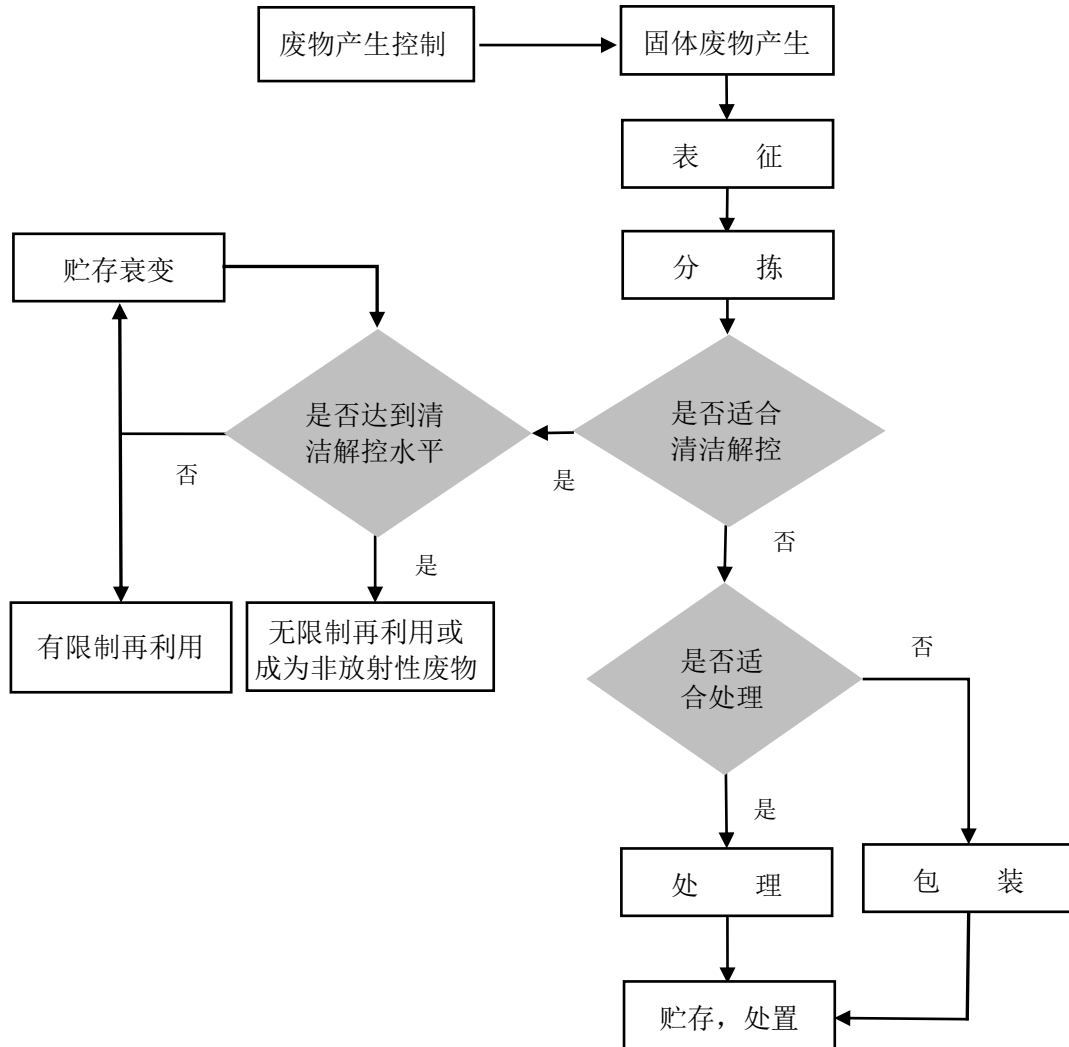 废物产生控制
固体废物产生
表 征
贮存衰变
分 拣
是否达到清
洁解控水平
是否适合
清洁解控
否
是
是
否
有限制再利用
无限制再利用或
成为非放射性废物
是否适
合处理
否
是
处 理
包 装
贮存，处置